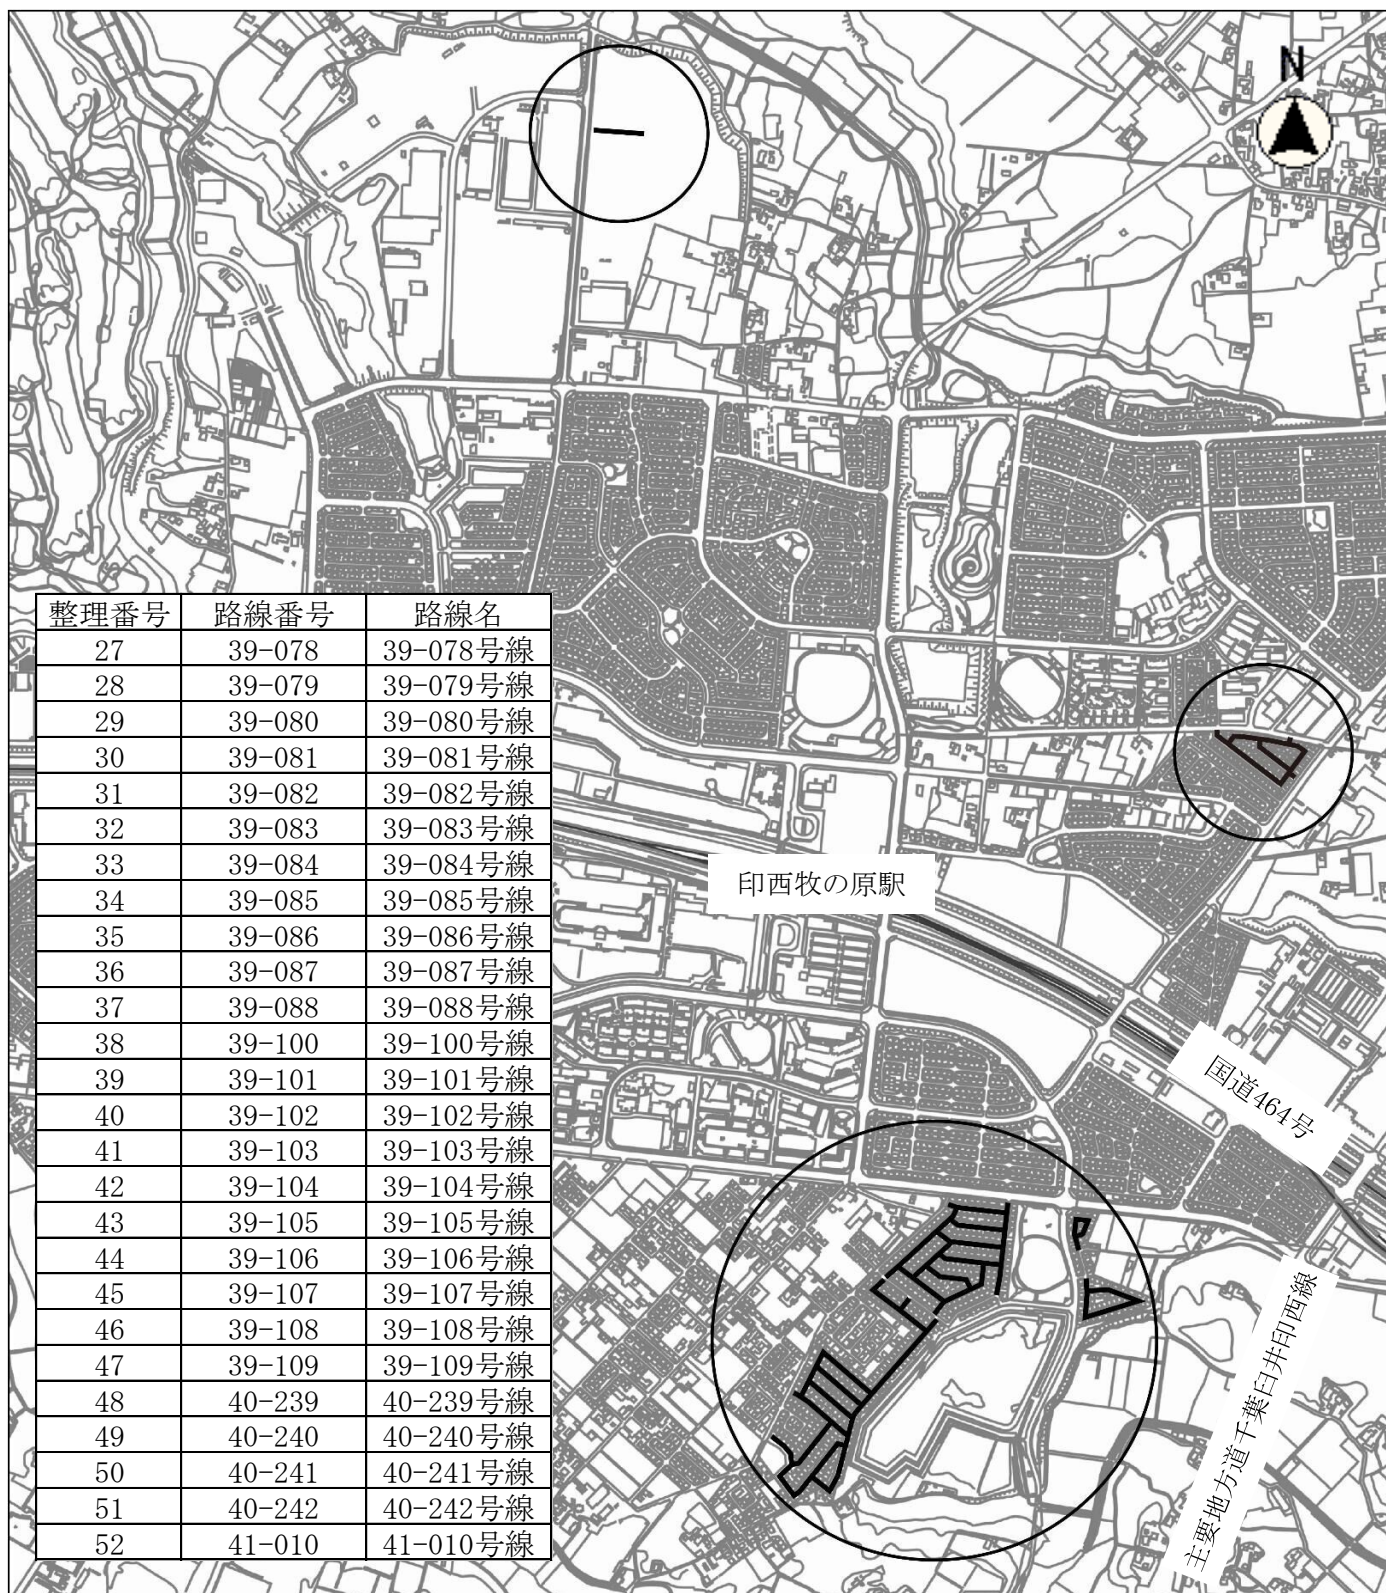 N
整理番号 路線番号 路線名
27 39-078 39-078号線
28 39-079 39-079号線
29 39-080 39-080号線
30 39-081 39-081号線
31 39-082 39-082号線
32 39-083 39-083号線
33 39-084 39-084号線
34 39-085 39-085号線
35 39-086 39-086号線
36 39-087 39-087号線
37 39-088 39-088号線
38 39-100 39-100号線
39 39-101 39-101号線
40 39-102 39-102号線
41 39-103 39-103号線
42 39-104 39-104号線
43 39-105 39-105号線
44 39-106 39-106号線
45 39-107 39-107号線
46 39-108 39-108号線
47 39-109 39-109号線
48 40-239 40-239号線
49 40-240 40-240号線
50 40-241 40-241号線
51 40-242 40-242号線
52 41-010 41-010号線
印西牧の原駅
国道464号
主要地方道千葉臼井印西線